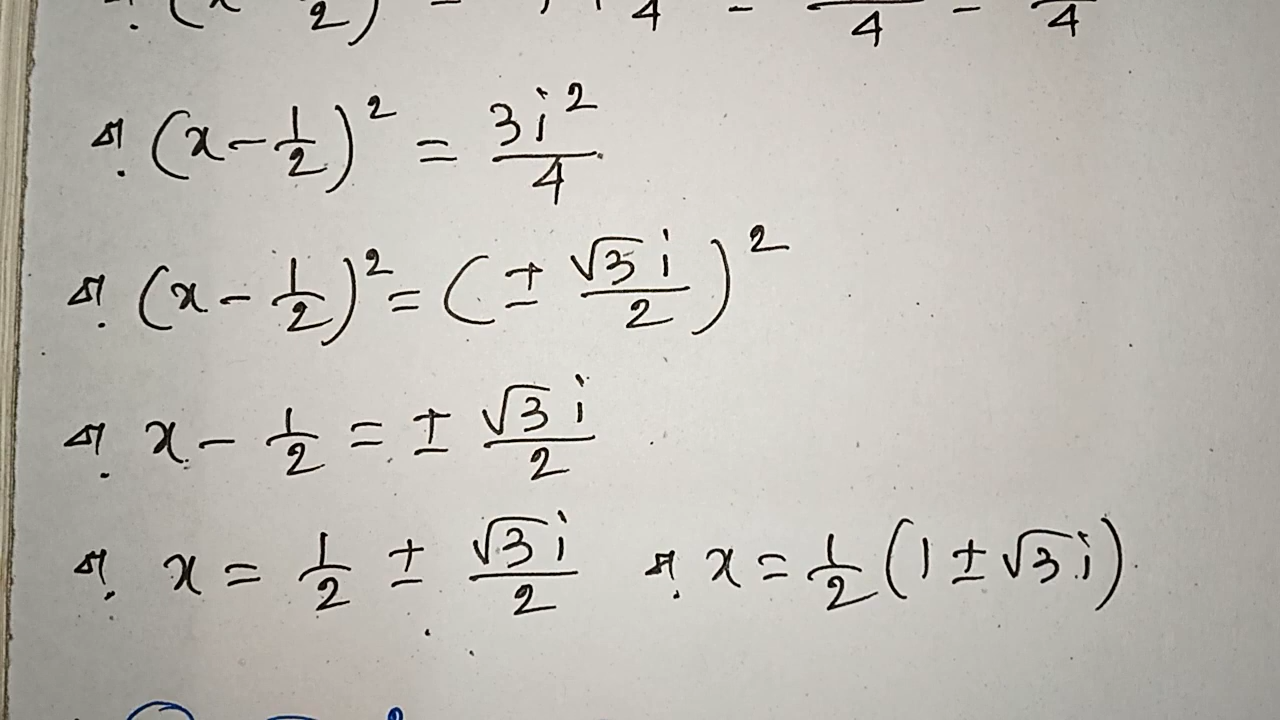 বা, (x - 1/2)² = 3i²/4
বা, (x - 1/2)² = (± √3 i/2)²
বা, x - 1/2 = ± √3 i/2
বা, x = 1/2 ± √3 i/2 বা, x = 1/2 (1 ± √3 i)